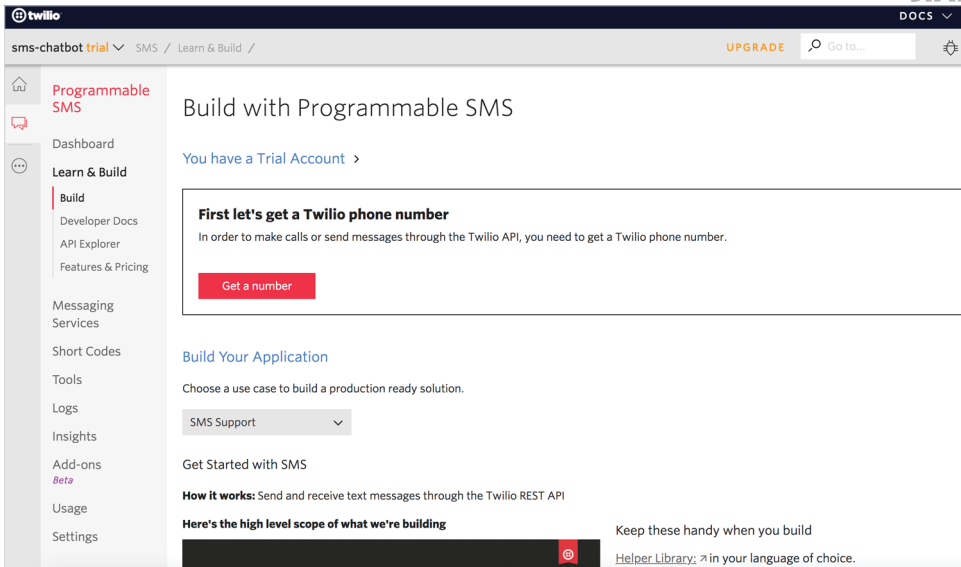 twilio
DOCS
sms-chatbot trial SMS / Learn & Build /
UPGRADE
Go to...
Programmable
SMS
Dashboard
Learn & Build
Build
Developer Docs
API Explorer
Features & Pricing
Messaging
Services
Short Codes
Tools
Logs
Insights
Add-ons
Beta
Usage
Settings
Build with Programmable SMS
You have a Trial Account >
First let's get a Twilio phone number
In order to make calls or send messages through the Twilio API, you need to get a Twilio phone number.
Get a number
Build Your Application
Choose a use case to build a production ready solution.
SMS Support
Get Started with SMS
How it works: Send and receive text messages through the Twilio REST API
Here's the high level scope of what we're building
Keep these handy when you build
Helper Library: in your language of choice.